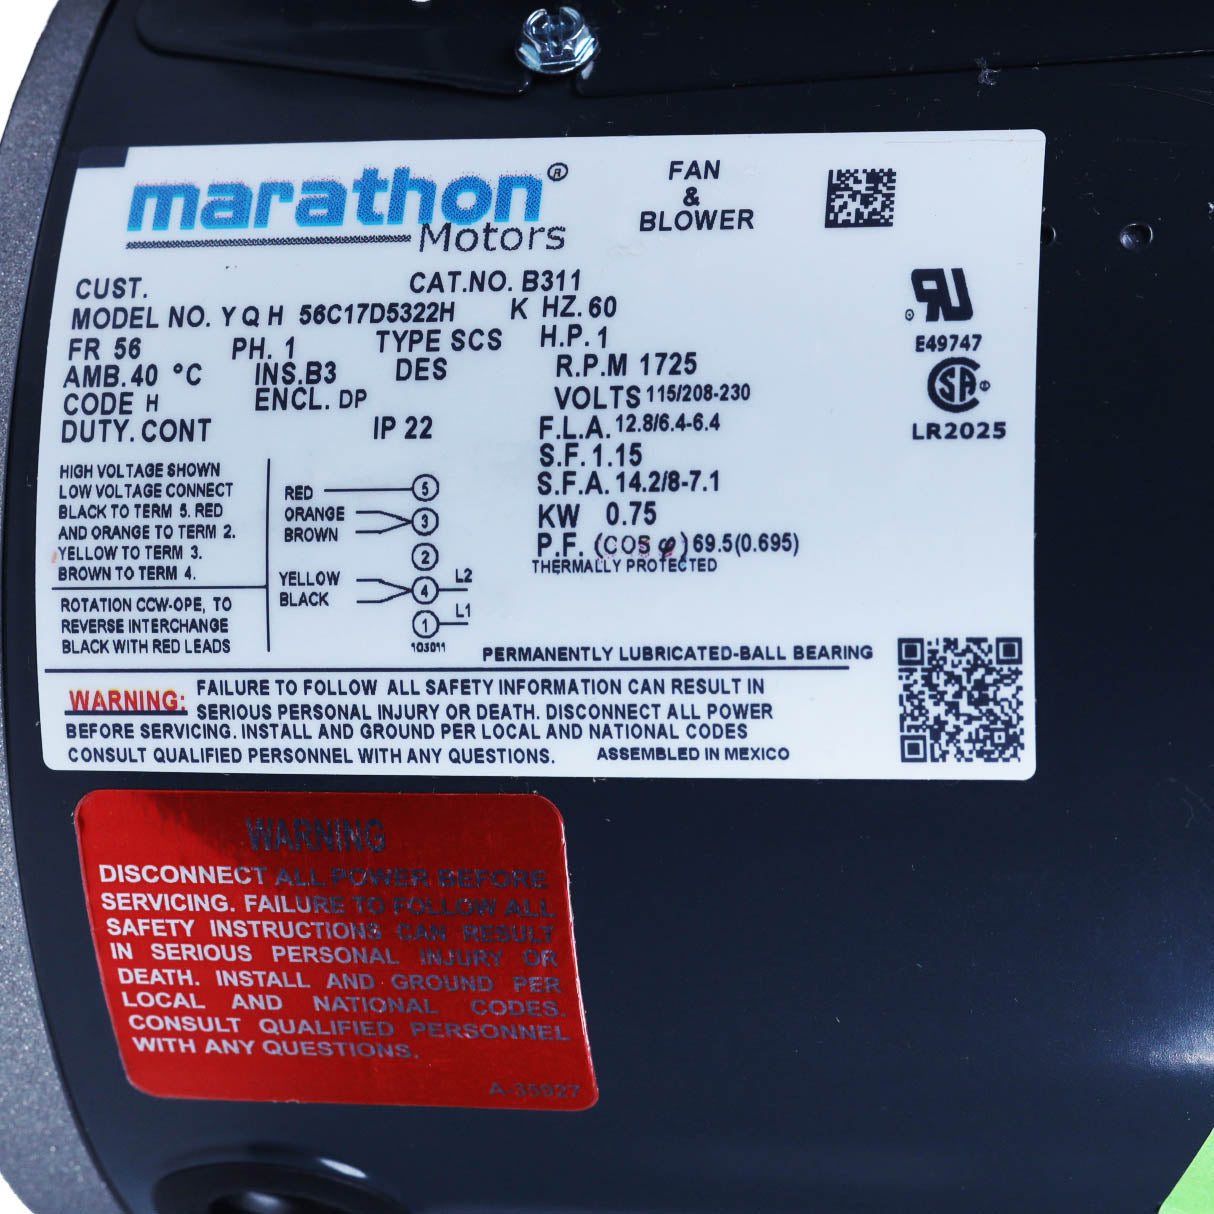 marathon®
Motors
FAN
&
BLOWER
CUST.
CAT.NO. B311
MODEL NO. Y Q H 56C17D5322H K HZ. 60
FR 56 PH. 1 TYPE SCS H.P. 1
AMB. 40 °C INS. B3 DES R.P.M 1725
CODE H ENCL. DP VOLTS 115/208-230
DUTY. CONT IP 22 F.L.A. 12.8/6.4-6.4
S.F. 1.15
S.F.A. 14.2/8-7.1
KW 0.75
P.F. (COS φ) 69.5(0.695)
THERMALLY PROTECTED
RU
E49747
SA
LR2025
HIGH VOLTAGE SHOWN
LOW VOLTAGE CONNECT
BLACK TO TERM 5. RED
AND ORANGE TO TERM 2.
YELLOW TO TERM 3.
BROWN TO TERM 4.
ROTATION CCW-OPE, TO
REVERSE INTERCHANGE
BLACK WITH RED LEADS
RED 5
ORANGE
BROWN 3
2
YELLOW
BLACK 4 L2
1 L1
103011
PERMANENTLY LUBRICATED-BALL BEARING
WARNING: FAILURE TO FOLLOW ALL SAFETY INFORMATION CAN RESULT IN
SERIOUS PERSONAL INJURY OR DEATH. DISCONNECT ALL POWER
BEFORE SERVICING. INSTALL AND GROUND PER LOCAL AND NATIONAL CODES
CONSULT QUALIFIED PERSONNEL WITH ANY QUESTIONS. ASSEMBLED IN MEXICO
WARNING
DISCONNECT ALL POWER BEFORE
SERVICING. FAILURE TO FOLLOW ALL
SAFETY INSTRUCTIONS CAN RESULT
IN SERIOUS PERSONAL INJURY OR
DEATH. INSTALL AND GROUND PER
LOCAL AND NATIONAL CODES.
CONSULT QUALIFIED PERSONNEL
WITH ANY QUESTIONS.
A-35927